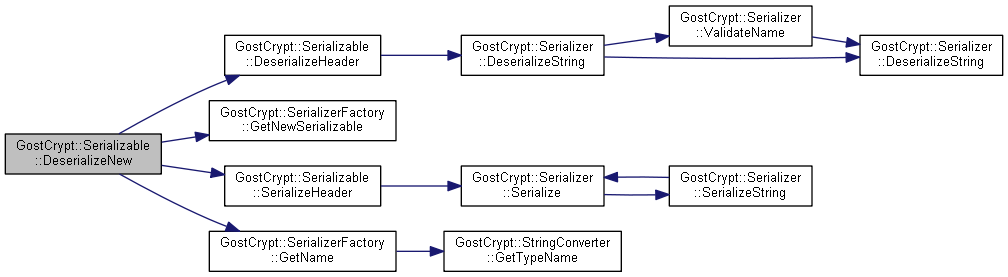 GostCrypt::Serializable
::DeserializeNew
GostCrypt::Serializable
::DeserializeHeader
GostCrypt::Serializer
::DeserializeString
GostCrypt::Serializer
::ValidateName
GostCrypt::Serializer
::DeserializeString
GostCrypt::SerializerFactory
::GetNewSerializable
GostCrypt::Serializable
::SerializeHeader
GostCrypt::Serializer
::Serialize
GostCrypt::Serializer
::SerializeString
GostCrypt::SerializerFactory
::GetName
GostCrypt::StringConverter
::GetTypeName